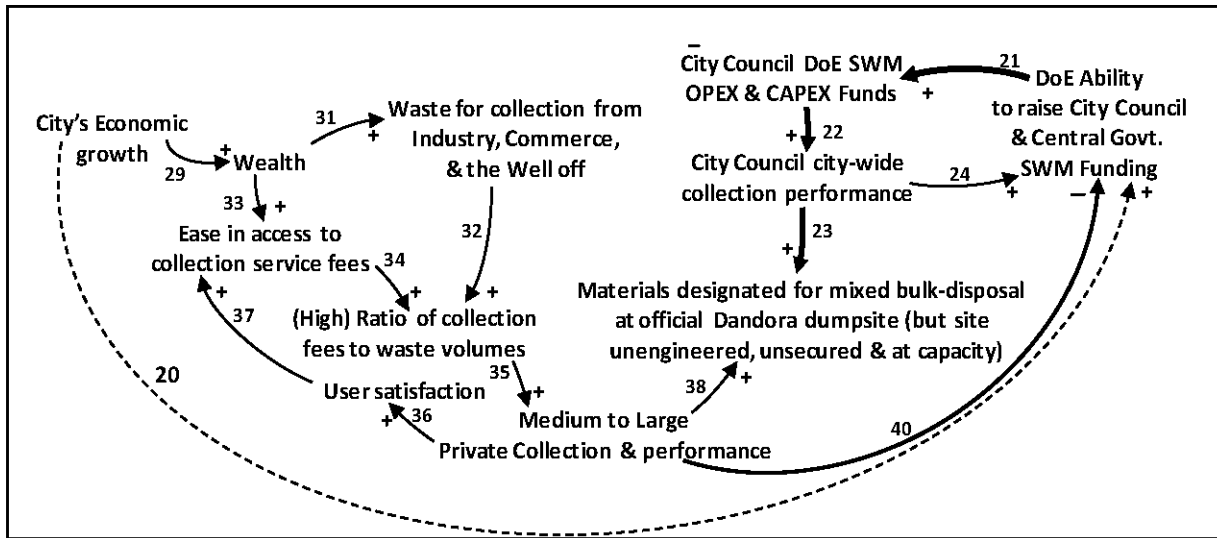 City's Economic
growth
29
+
Wealth
31
+
Waste for collection from
Industry, Commerce,
& the Well off
33
+
32
+
Ease in access to
collection service fees
34
+
37
+
(High) Ratio of collection
fees to waste volumes
35
+
User satisfaction
36
+
Medium to Large
Private Collection & performance
20
38
+
40
–
City Council DoE SWM
OPEX & CAPEX Funds
+
21
DoE Ability
to raise City Council
& Central Govt.
SWM Funding
–
+
+
22
City Council city-wide
collection performance
24
+
23
+
Materials designated for mixed bulk-disposal
at official Dandora dumpsite (but site
unengineered, unsecured & at capacity)